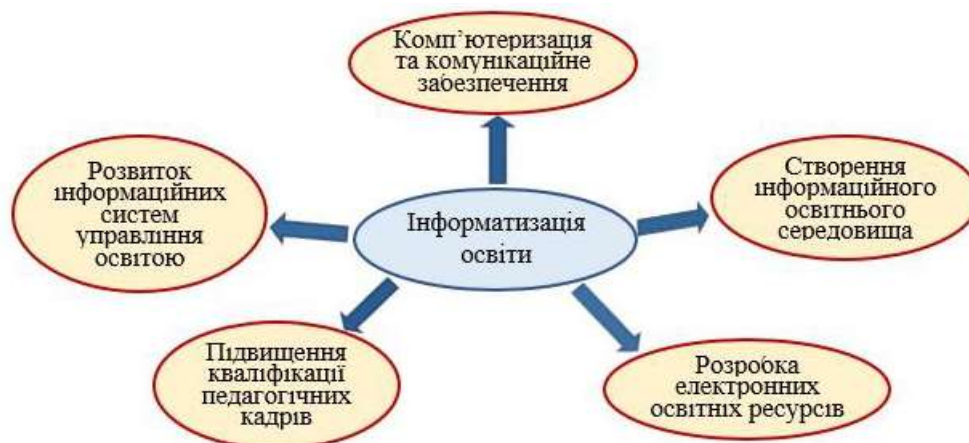 Комп’ютеризація
та комунікаційне
забезпечення
Розвиток
інформаційних
систем
управління
освітою
Інформатизація
освіти
Створення
інформаційного
освітнього
середовища
Підвищення
кваліфікації
педагогічних
кадрів
Розробка
електронних
освітніх ресурсів